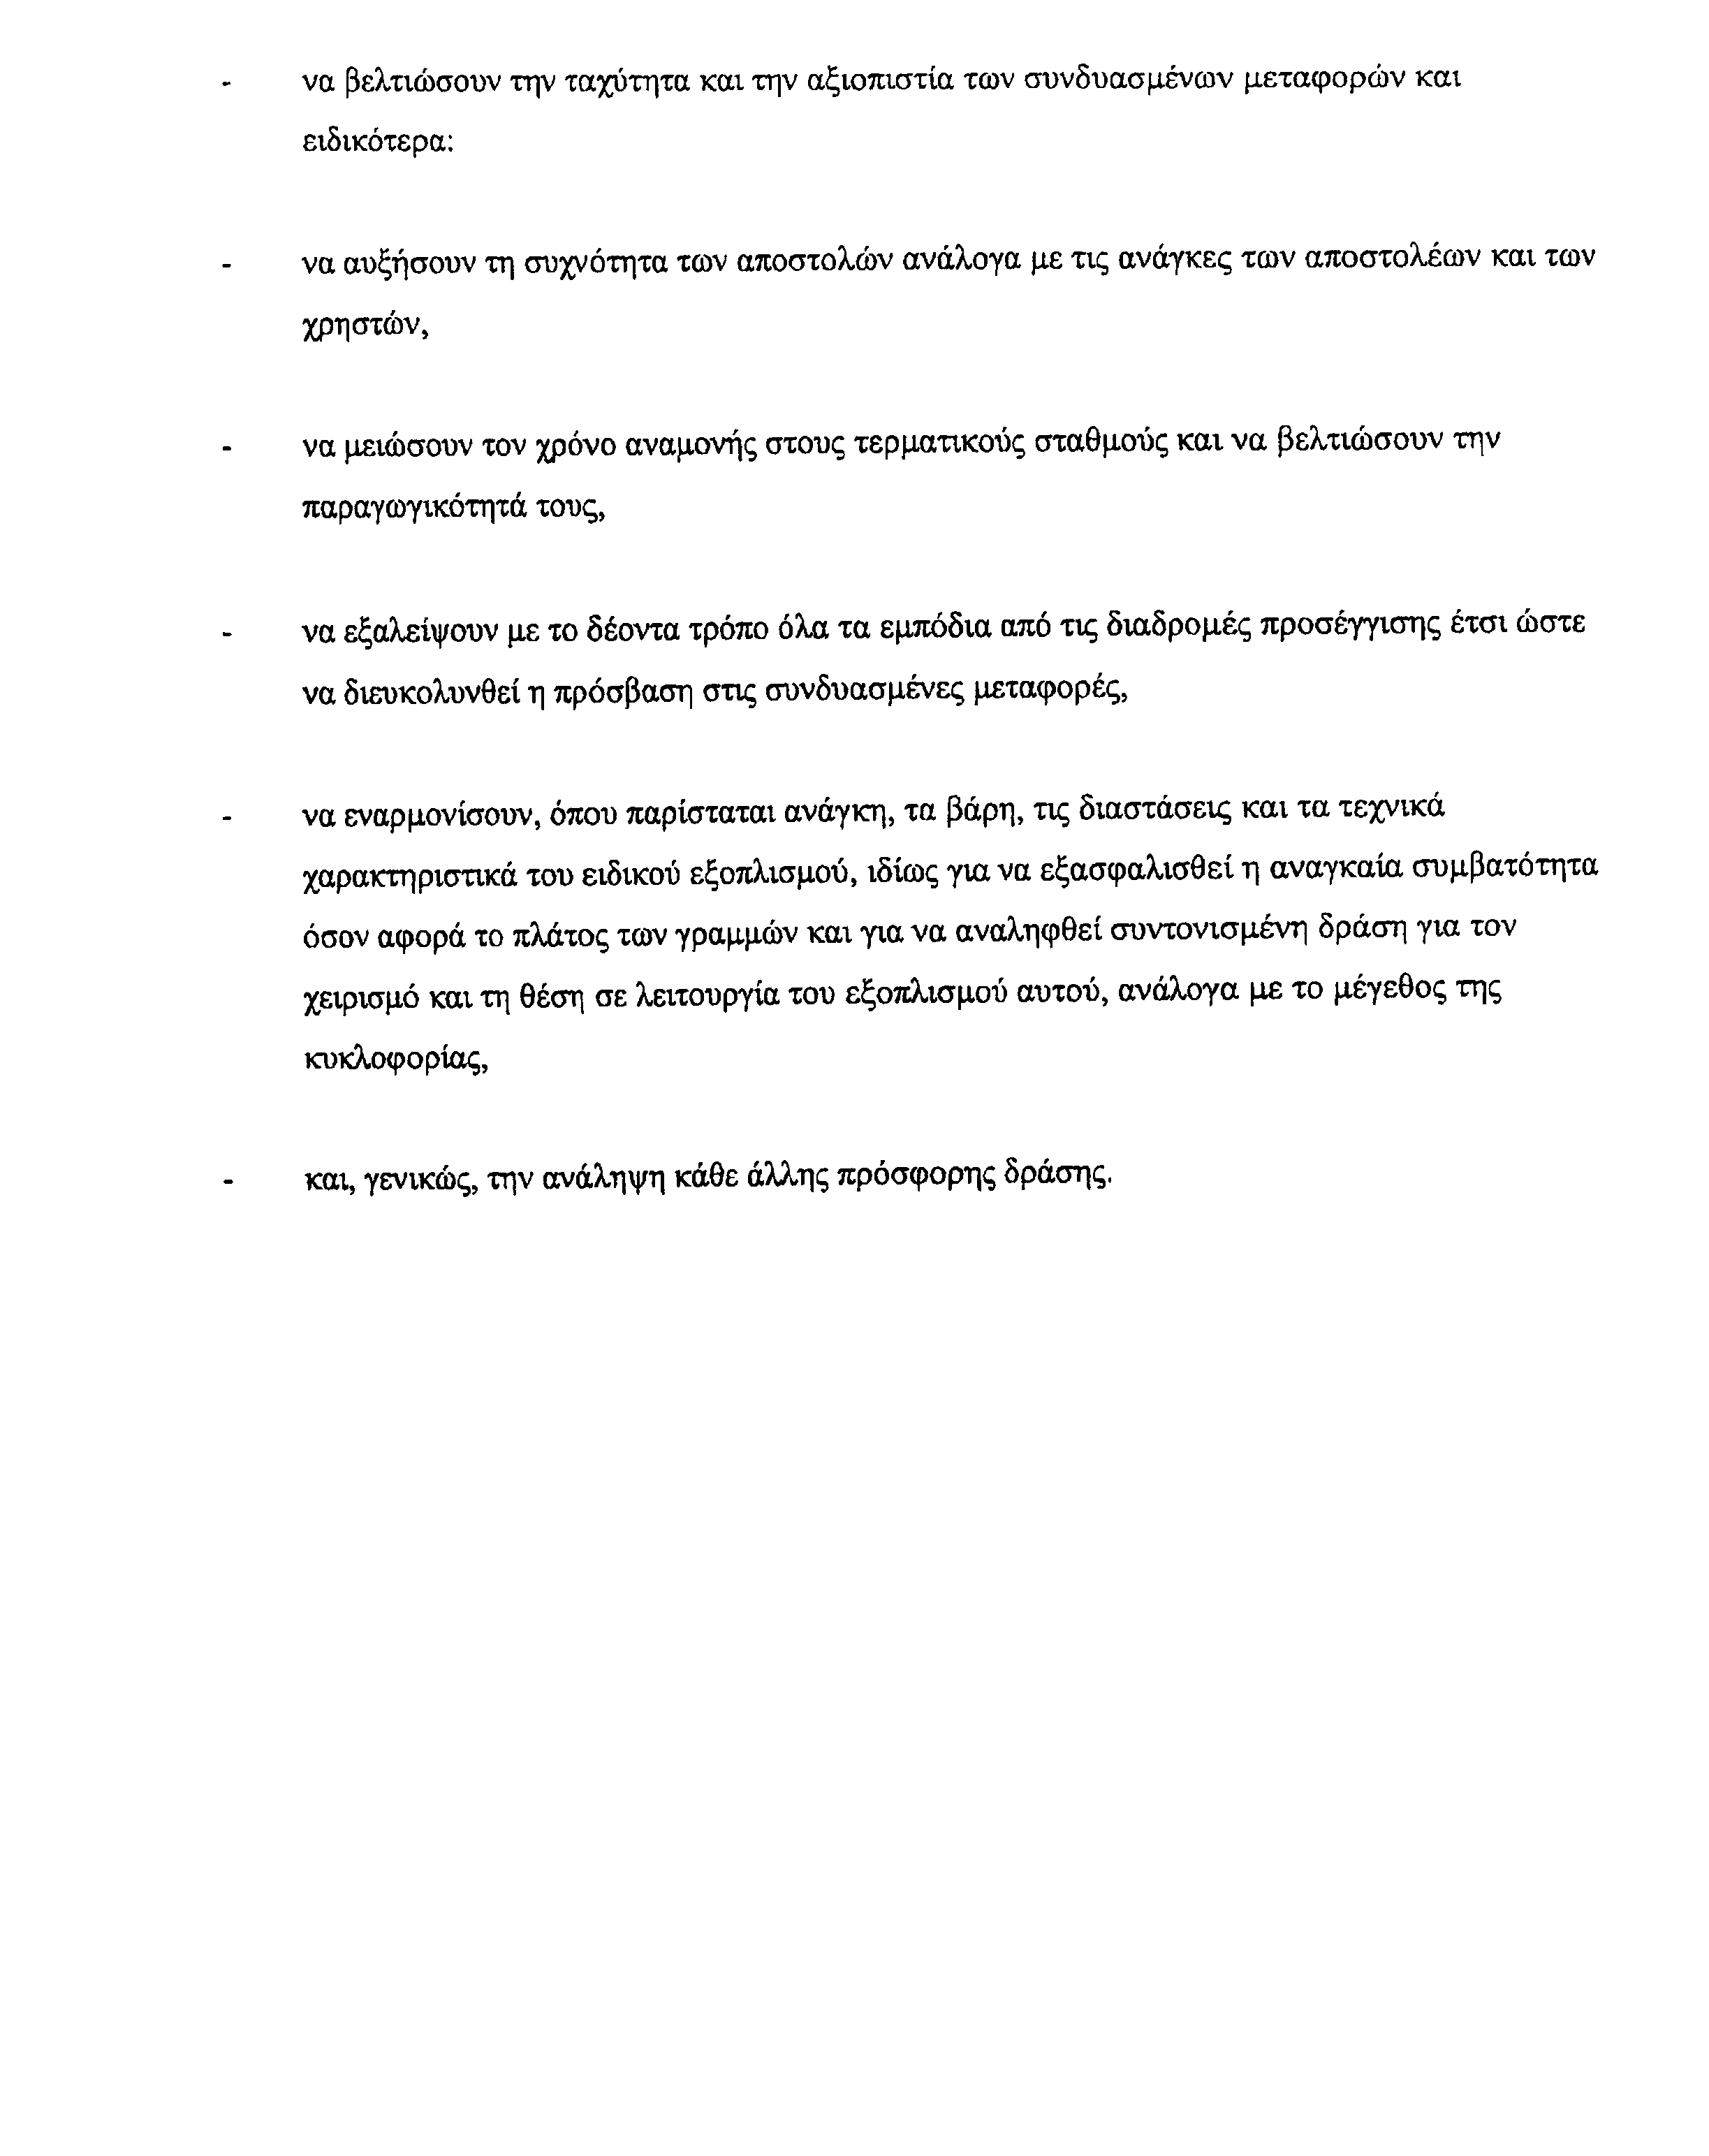 - να βελτιώσουν την ταχύτητα και την αξιοπιστία των συνδυασμένων μεταφορών και
ειδικότερα:
- να αυξήσουν τη συχνότητα των αποστολών ανάλογα με τις ανάγκες των αποστολέων και των
χρηστών,
- να μειώσουν τον χρόνο αναμονής στους τερματικούς σταθμούς και να βελτιώσουν την
παραγωγικότητά τους,
- να εξαλείψουν με το δέοντα τρόπο όλα τα εμπόδια από τις διαδρομές προσέγγισης έτσι ώστε
να διευκολυνθεί η πρόσβαση στις συνδυασμένες μεταφορές,
- να εναρμονίσουν, όπου παρίσταται ανάγκη, τα βάρη, τις διαστάσεις και τα τεχνικά
χαρακτηριστικά του ειδικού εξοπλισμού, ιδίως για να εξασφαλισθεί η αναγκαία συμβατότητα
όσον αφορά το πλάτος των γραμμών και για να αναληφθεί συντονισμένη δράση για τον
χειρισμό και τη θέση σε λειτουργία του εξοπλισμού αυτού, ανάλογα με το μέγεθος της
κυκλοφορίας,
- και, γενικώς, την ανάληψη κάθε άλλης πρόσφορης δράσης.